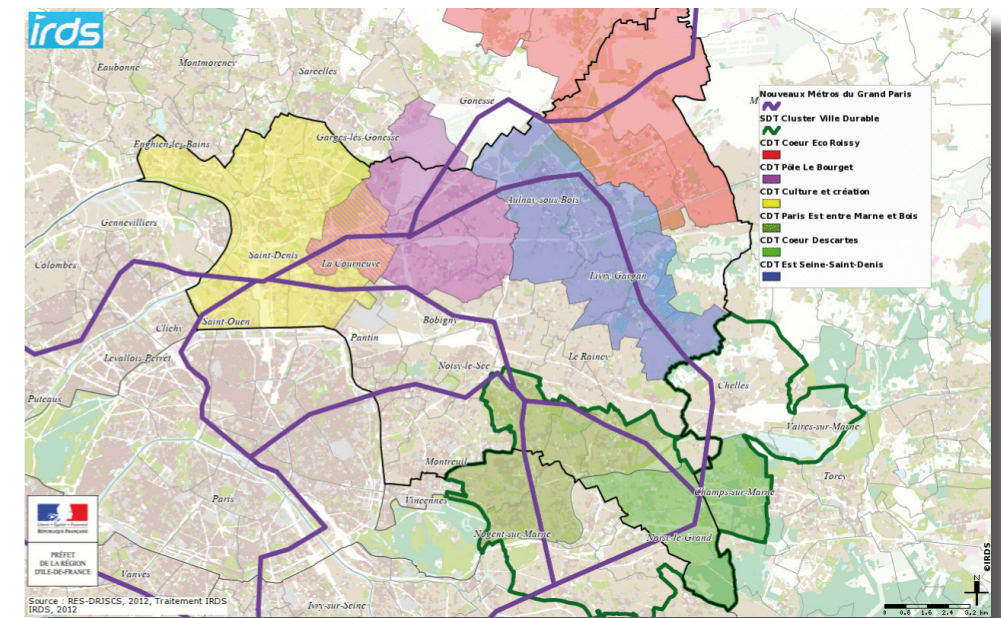 irds
Eaubonne
Montmorency
Sarcelles
Gonesse
Enghien-les-Bains
Garges-lès-Gonesse
Gennevilliers
Aulnay-sous-Bois
Colombes
Saint-Denis
La Courneuve
Livry-Gargan
Clichy
Saint-Ouen
Bobigny
Pantin
Levallois-Perret
Noisy-le-Sec
Le Raincy
Chelles
Puteaux
Vaires-sur-Marne
Montreuil
Torcy
Paris
Vincennes
Champs-sur-Marne
Nogent-sur-Marne
Noisy-le-Grand
Vanves
Ivry-sur-Seine
Nouveaux Métros du Grand Paris
SDT Cluster Ville Durable
CDT Coeur Eco Roissy
CDT Pôle Le Bourget
CDT Culture et création
CDT Paris Est entre Marne et Bois
CDT Coeur Descartes
CDT Est Seine-Saint-Denis
Liberté • Égalité • Fraternité
RÉPUBLIQUE FRANÇAISE
PRÉFET
DE LA RÉGION
D'ILE-DE-FRANCE
Source : RES-DRJSCS, 2012, Traitement IRDS
IRDS, 2012
©IRDS
N
0 0.8 1.6 2.4 3.2 km